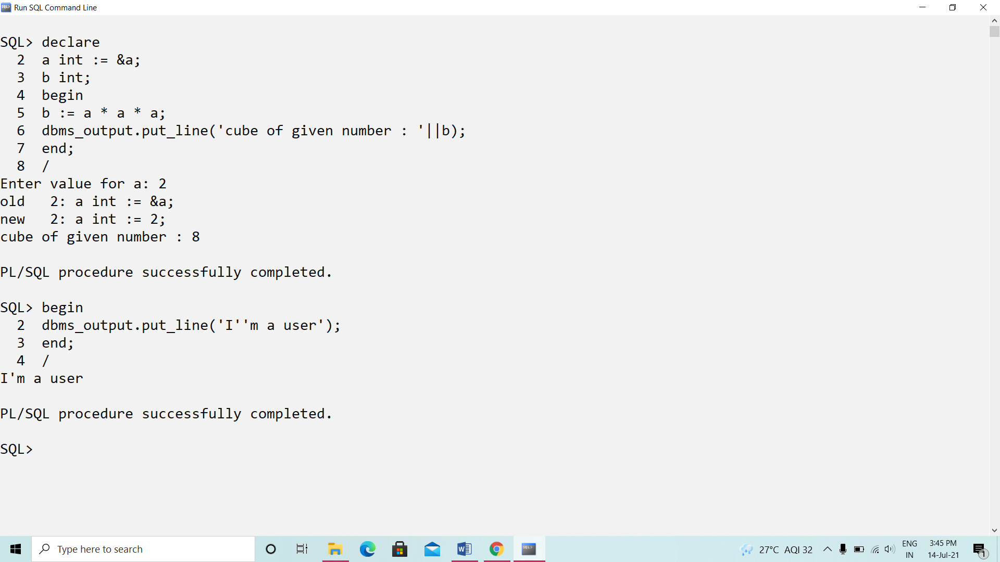 Run SQL Command Line
SQL> declare
  2  a int := &a;
  3  b int;
  4  begin
  5  b := a * a * a;
  6  dbms_output.put_line('cube of given number : '||b);
  7  end;
  8  /
Enter value for a: 2
old   2: a int := &a;
new   2: a int := 2;
cube of given number : 8
PL/SQL procedure successfully completed.
SQL> begin
  2  dbms_output.put_line('I''m a user');
  3  end;
  4  /
I'm a user
PL/SQL procedure successfully completed.
SQL>
Type here to search
27°C AQI 32
ENG
IN
3:45 PM
14-Jul-21
1